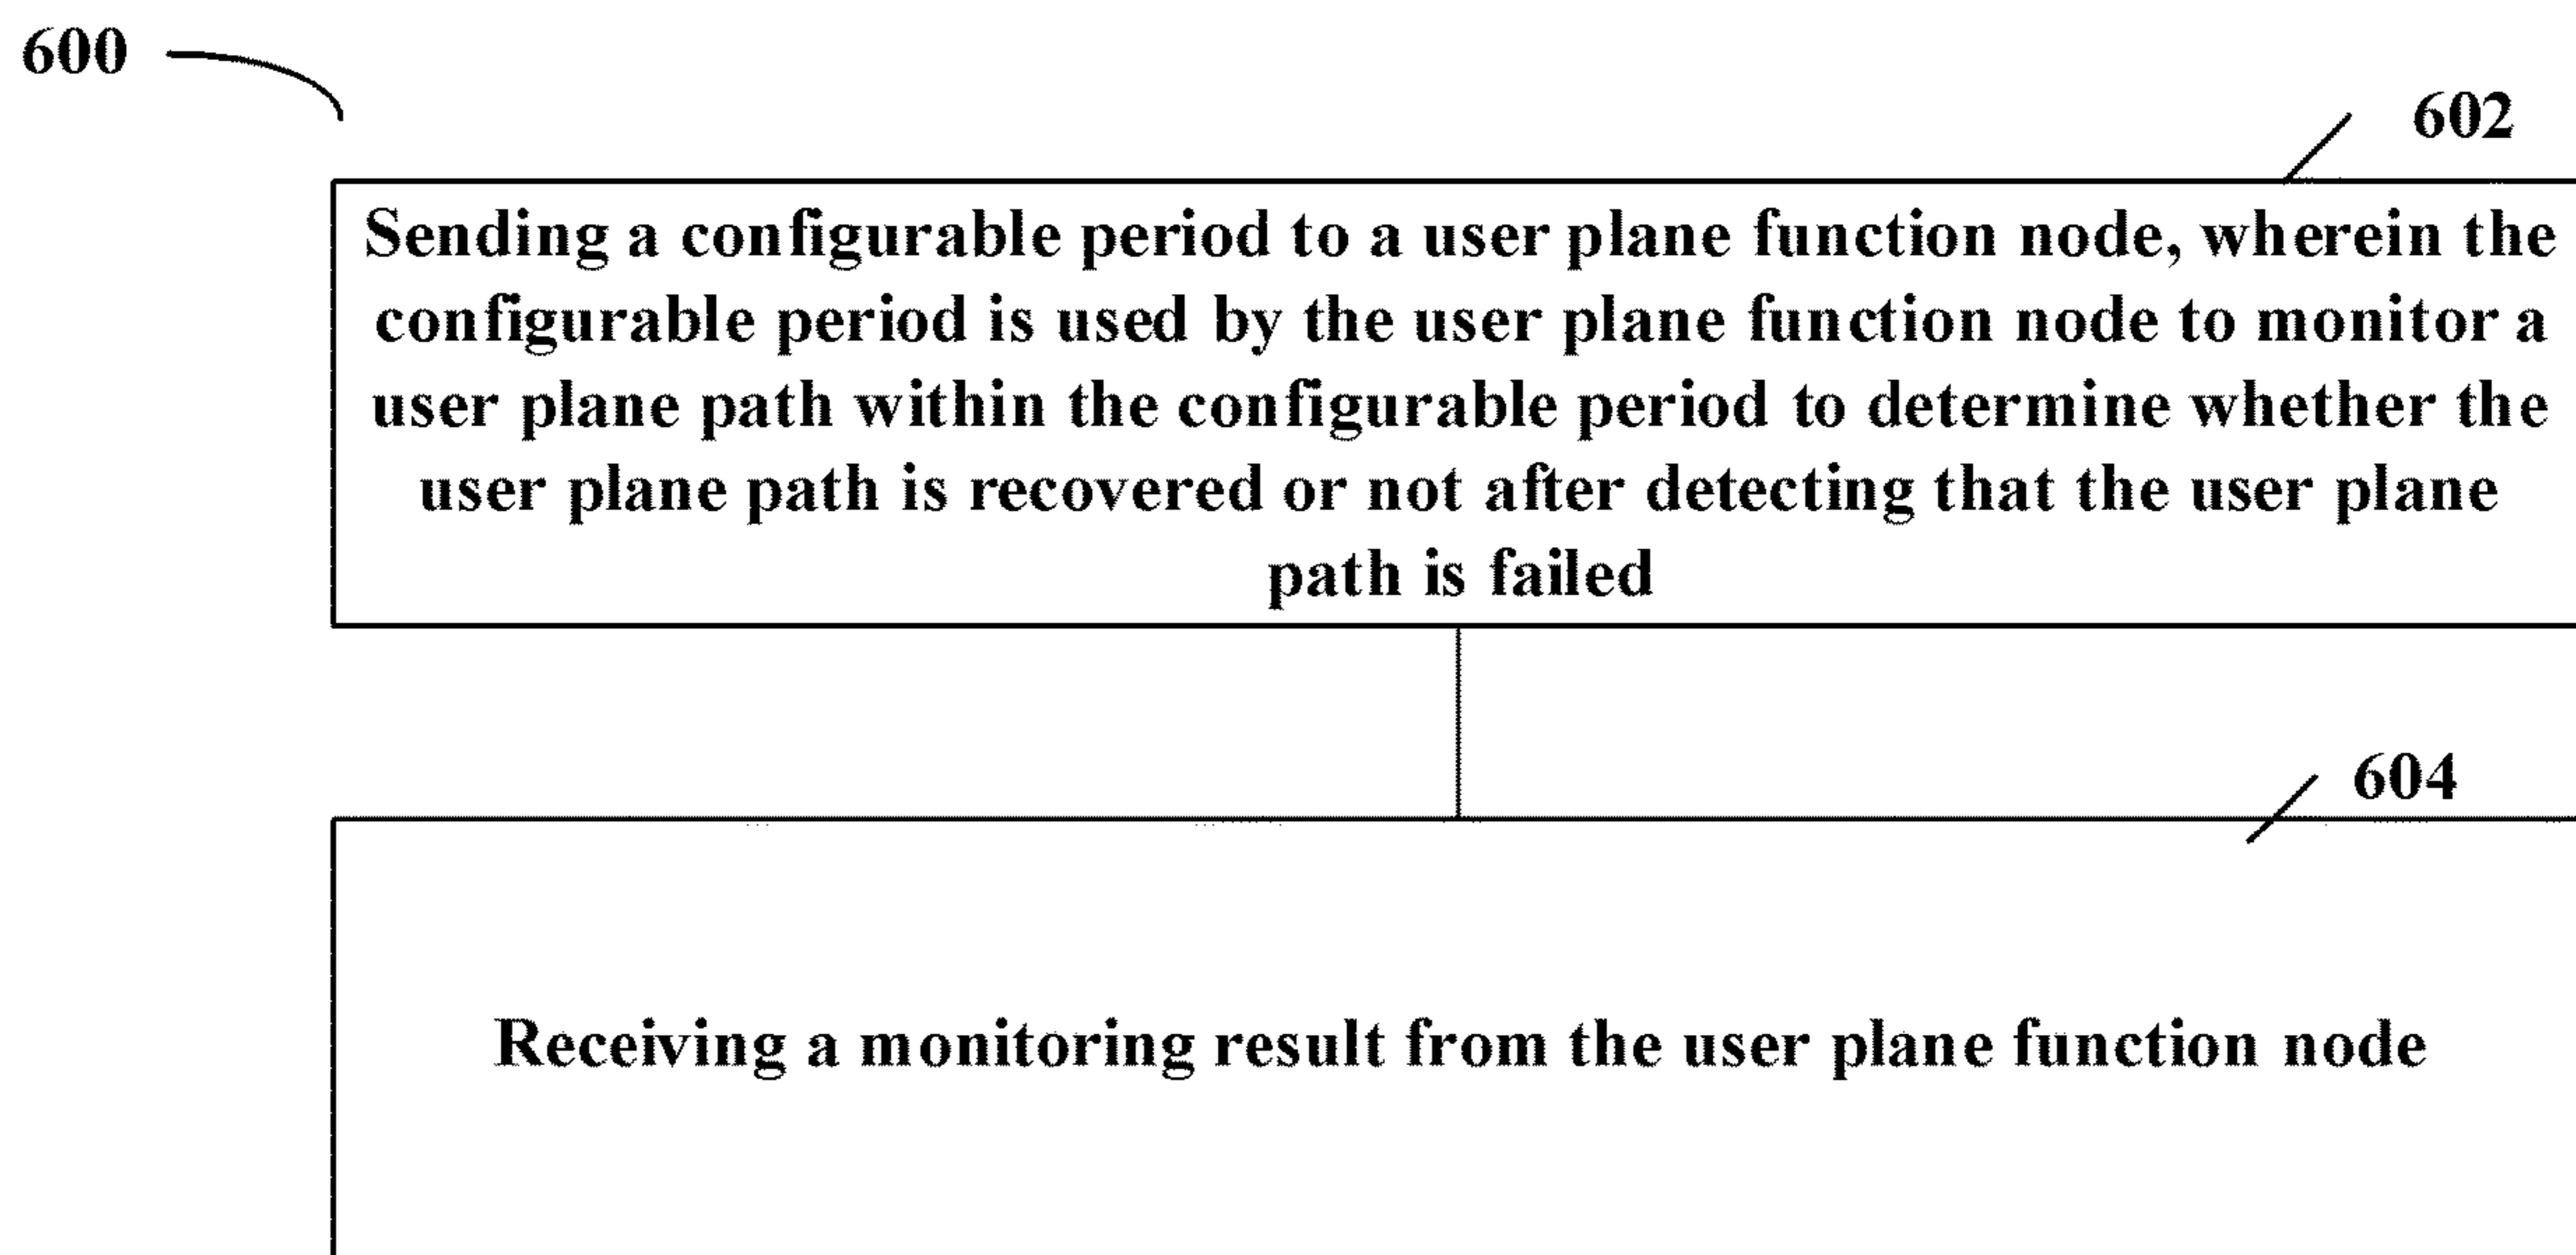 600
602
Sending a configurable period to a user plane function node, wherein the
configurable period is used by the user plane function node to monitor a
user plane path within the configurable period to determine whether the
user plane path is recovered or not after detecting that the user plane
path is failed
604
Receiving a monitoring result from the user plane function node